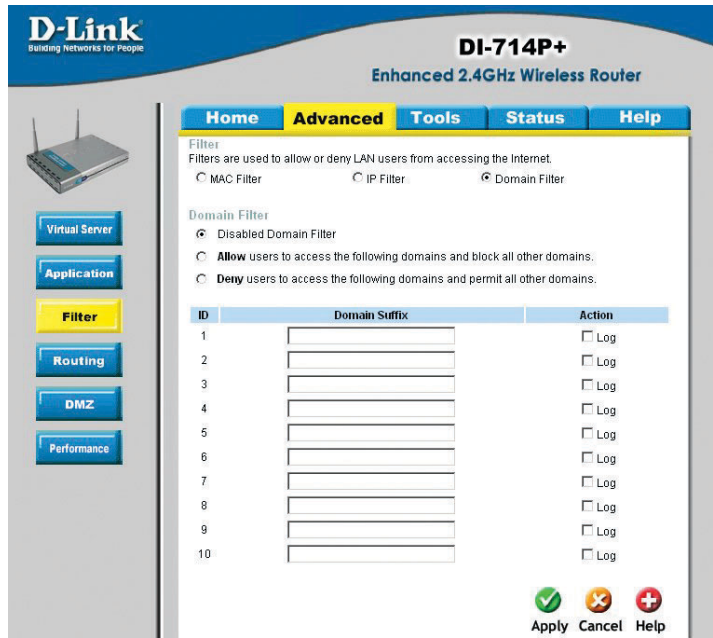 D-Link
Building Networks for People
DI-714P+
Enhanced 2.4GHz Wireless Router
Home Advanced Tools Status Help
Virtual Server
Application
Filter
Routing
DMZ
Performance
Filter
Filters are used to allow or deny LAN users from accessing the Internet.
MAC Filter IP Filter Domain Filter
Domain Filter
Disabled Domain Filter
Allow users to access the following domains and block all other domains.
Deny users to access the following domains and permit all other domains.
ID Domain Suffix Action
1 Log
2 Log
3 Log
4 Log
5 Log
6 Log
7 Log
8 Log
9 Log
10 Log
Apply Cancel Help